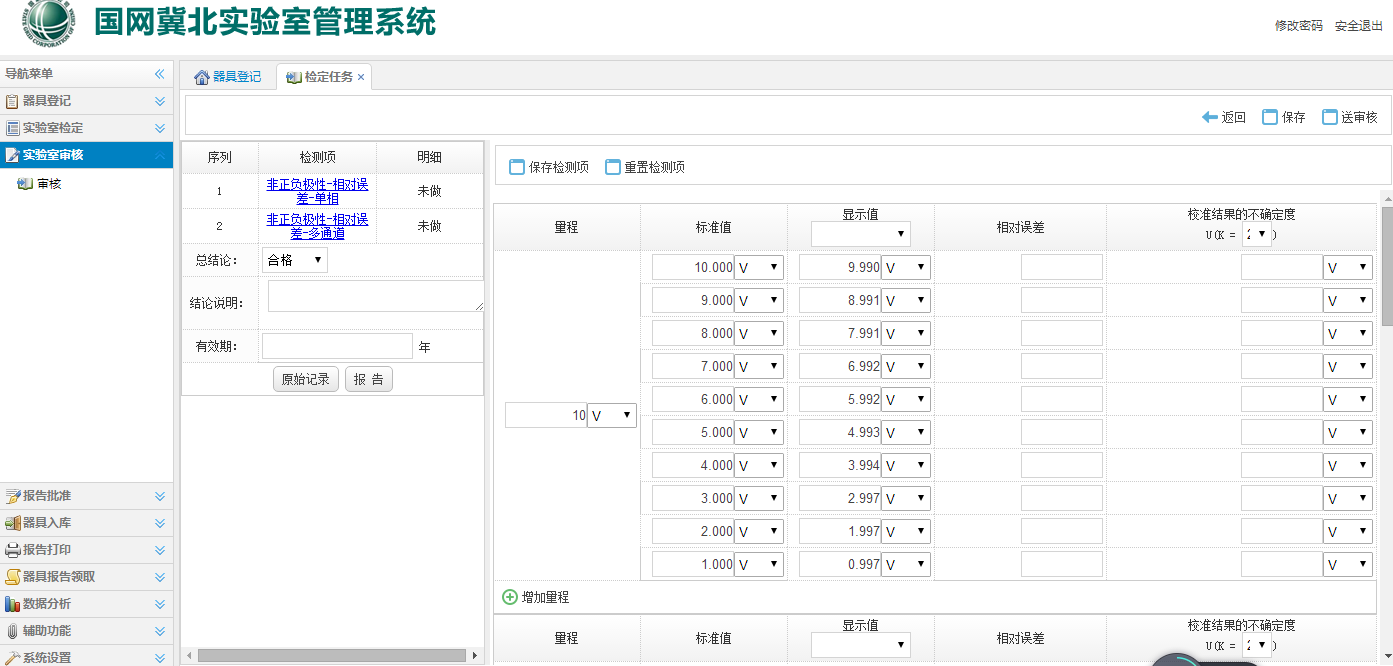 国网冀北实验室管理系统
修改密码 安全退出
导航菜单
器具登记
实验室检定
实验室审核
审核
报告批准
器具入库
报告打印
器具报告领取
数据分析
辅助功能
系统设置
器具登记 检定任务 ×
返回 保存 送审核
序列 检测项 明细
1 非正负极性-相对误 未做
差-单相
2 非正负极性-相对误 未做
差-多通道
总结论: 合格
结论说明:
有效期: 年
原始记录 报 告
保存检测项 重置检测项
量程 标准值 显示值 相对误差 校准结果的不确定度
U(K = 2 )
10 V
10.000 V 9.990 V V
9.000 V 8.991 V V
8.000 V 7.991 V V
7.000 V 6.992 V V
6.000 V 5.992 V V
5.000 V 4.993 V V
4.000 V 3.994 V V
3.000 V 2.997 V V
2.000 V 1.997 V V
1.000 V 0.997 V V
增加量程
量程 标准值 显示值 相对误差 校准结果的不确定度
U(K = 2 )